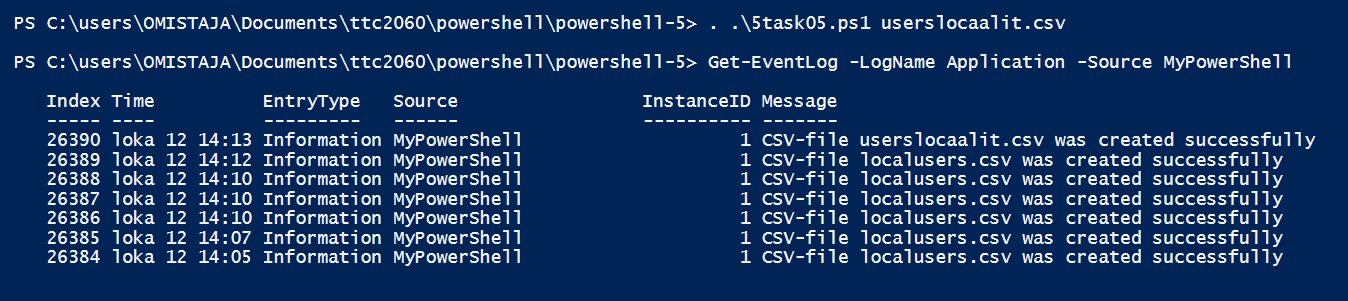 PS C:\users\OMISTAJA\Documents\ttc2060\powershell\powershell-5> . .\5task05.ps1 userslocaalit.csv
PS C:\users\OMISTAJA\Documents\ttc2060\powershell\powershell-5> Get-EventLog -LogName Application -Source MyPowerShell
Index Time EntryType Source InstanceID Message
----- ---- --------- ------ ---------- -------
26390 loka 12 14:13 Information MyPowerShell 1 CSV-file userslocaalit.csv was created successfully
26389 loka 12 14:12 Information MyPowerShell 1 CSV-file localusers.csv was created successfully
26388 loka 12 14:10 Information MyPowerShell 1 CSV-file localusers.csv was created successfully
26387 loka 12 14:10 Information MyPowerShell 1 CSV-file localusers.csv was created successfully
26386 loka 12 14:10 Information MyPowerShell 1 CSV-file localusers.csv was created successfully
26385 loka 12 14:07 Information MyPowerShell 1 CSV-file localusers.csv was created successfully
26384 loka 12 14:05 Information MyPowerShell 1 CSV-file localusers.csv was created successfully